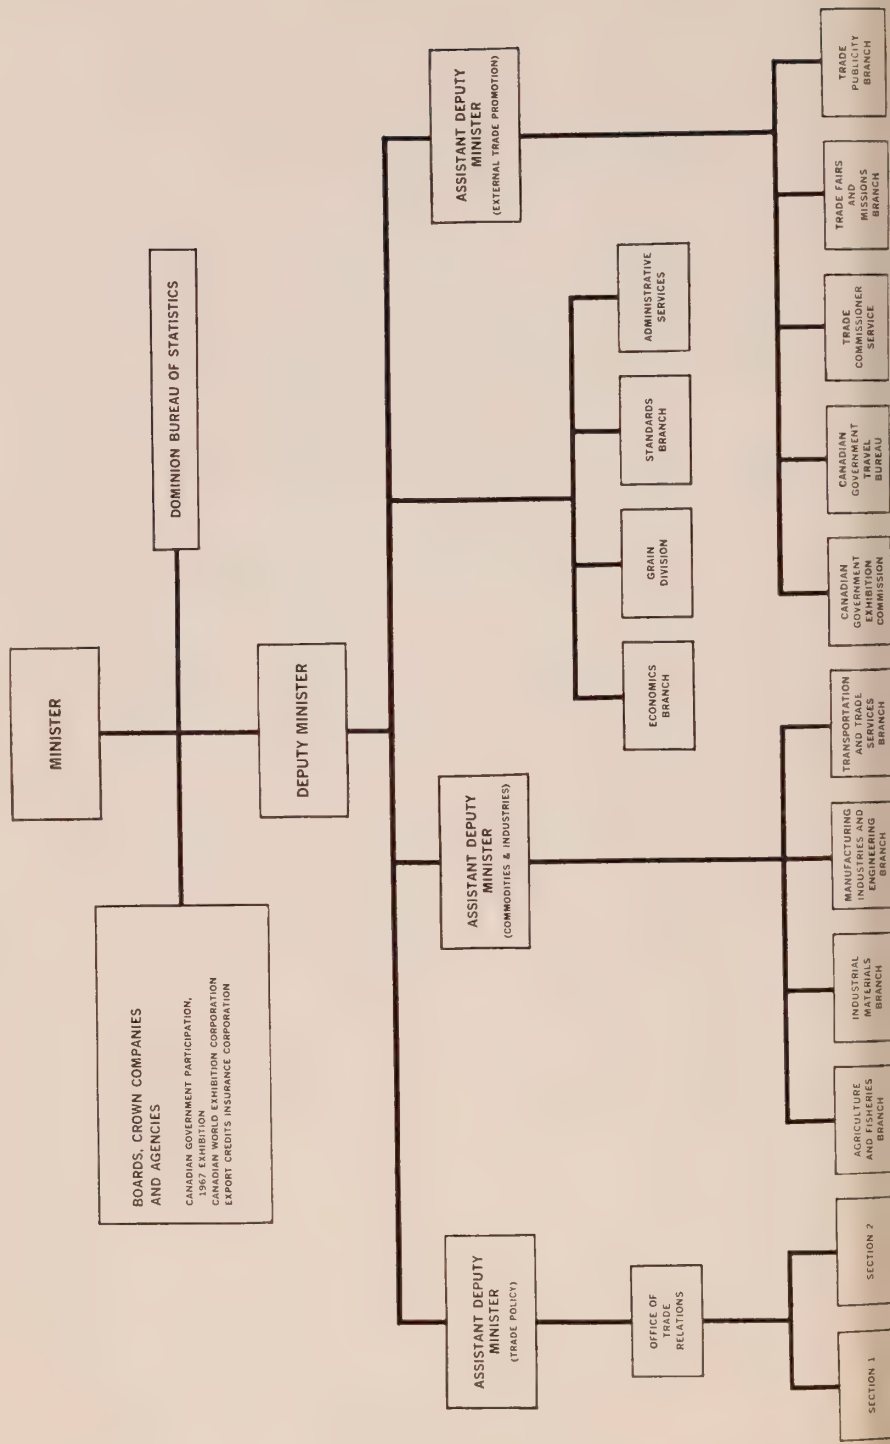 MINISTER
BOARDS, CROWN COMPANIES
AND AGENCIES
CANADIAN GOVERNMENT PARTICIPATION,
1967 EXHIBITION
CANADIAN WORLD EXHIBITION CORPORATION
EXPORT CREDITS INSURANCE CORPORATION
DOMINION BUREAU OF STATISTICS
DEPUTY MINISTER
ASSISTANT DEPUTY
MINISTER
(TRADE POLICY)
ASSISTANT DEPUTY
MINISTER
(COMMODITIES & INDUSTRIES)
ASSISTANT DEPUTY
MINISTER
(EXTERNAL TRADE PROMOTION)
OFFICE OF
TRADE
RELATIONS
ECONOMICS
BRANCH
GRAIN
DIVISION
STANDARDS
BRANCH
ADMINISTRATIVE
SERVICES
SECTION 1
SECTION 2
AGRICULTURE
AND FISHERIES
BRANCH
INDUSTRIAL
MATERIALS
BRANCH
MANUFACTURING
INDUSTRIES AND
ENGINEERING
BRANCH
TRANSPORTATION
AND TRADE
SERVICES
BRANCH
CANADIAN
GOVERNMENT
EXHIBITION
COMMISSION
CANADIAN
GOVERNMENT
TRAVEL
BUREAU
TRADE
COMMISSIONER
SERVICE
TRADE FAIRS
AND
MISSIONS
BRANCH
TRADE
PUBLICITY
BRANCH